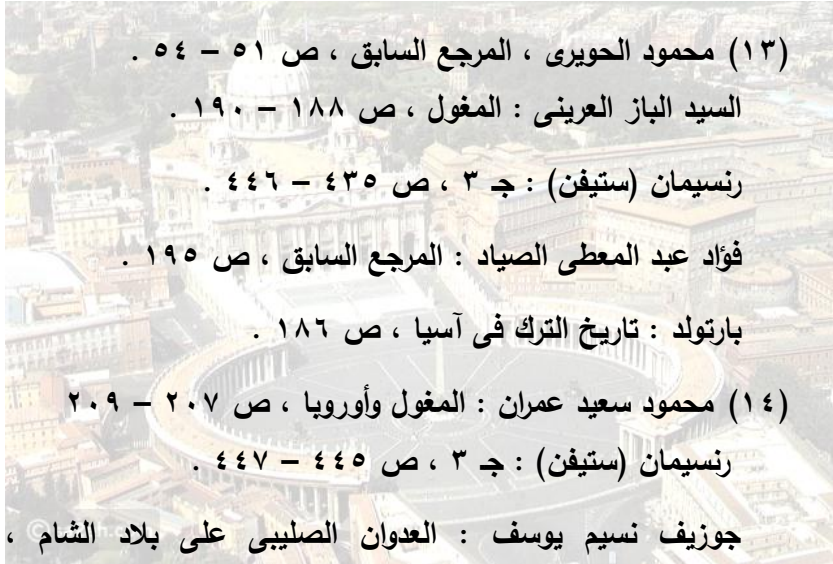 (١٣) محمود الحويرى ، المرجع السابق ، ص ٥١ – ٥٤ .
السيد الباز العرينى : المغول ، ص ١٨٨ – ١٩٠ .
رنسيمان (ستيفن) : جـ ٣ ، ص ٤٣٥ – ٤٤٦ .
فؤاد عبد المعطى الصياد : المرجع السابق ، ص ١٩٥ .
بارتولد : تاريخ الترك فى آسيا ، ص ١٨٦ .
(١٤) محمود سعيد عمران : المغول وأوروبا ، ص ٢٠٧ – ٢٠٩
رنسيمان (ستيفن) : جـ ٣ ، ص ٤٤٥ – ٤٤٧ .
جوزيف نسيم يوسف : العدوان الصليبى على بلاد الشام ،